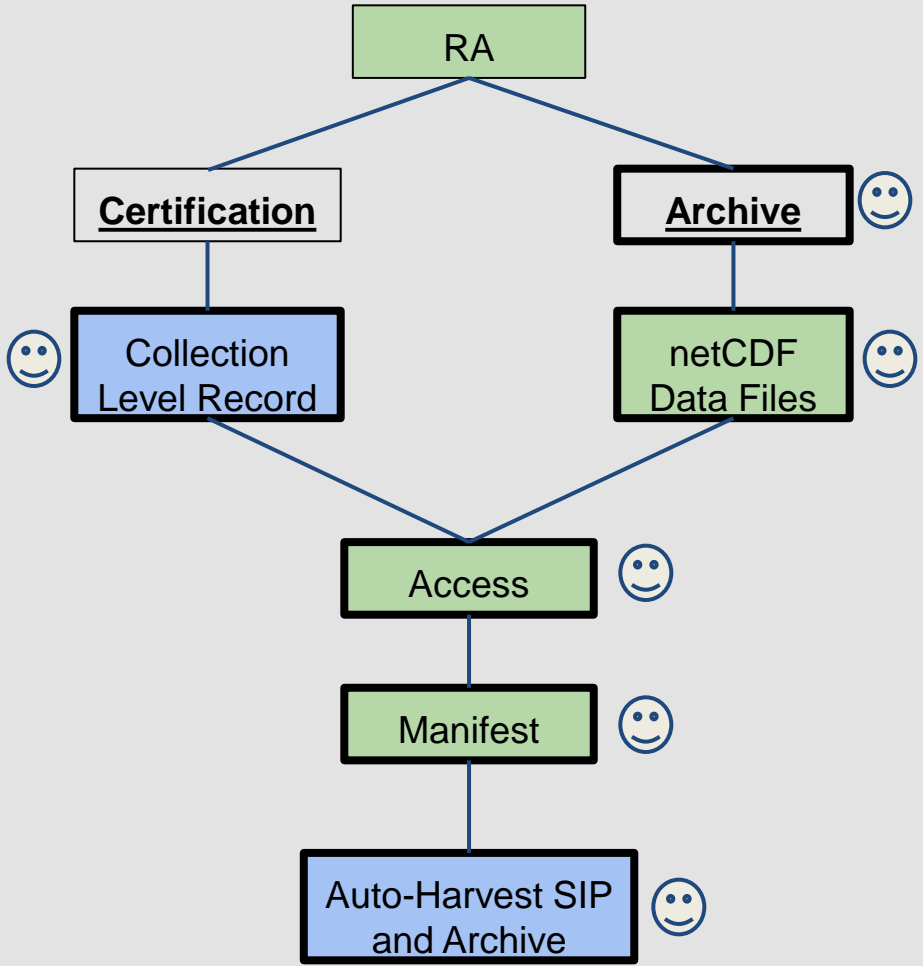 RA
Certification
Archive
Collection
Level Record
netCDF
Data Files
Access
Manifest
Auto-Harvest SIP
and Archive